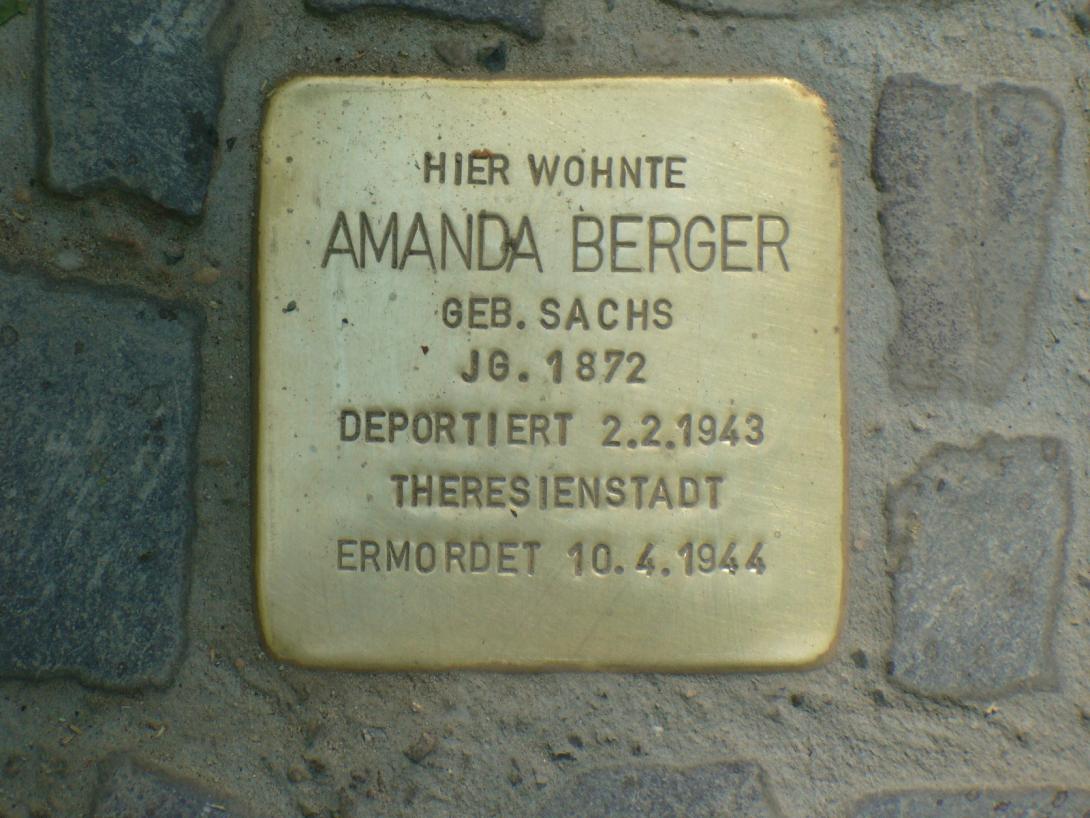 HIER WOHNTE
AMANDA BERGER
GEB. SACHS
JG. 1872
DEPORTIERT 2.2.1943
THERESIENSTADT
ERMORDET 10.4.1944